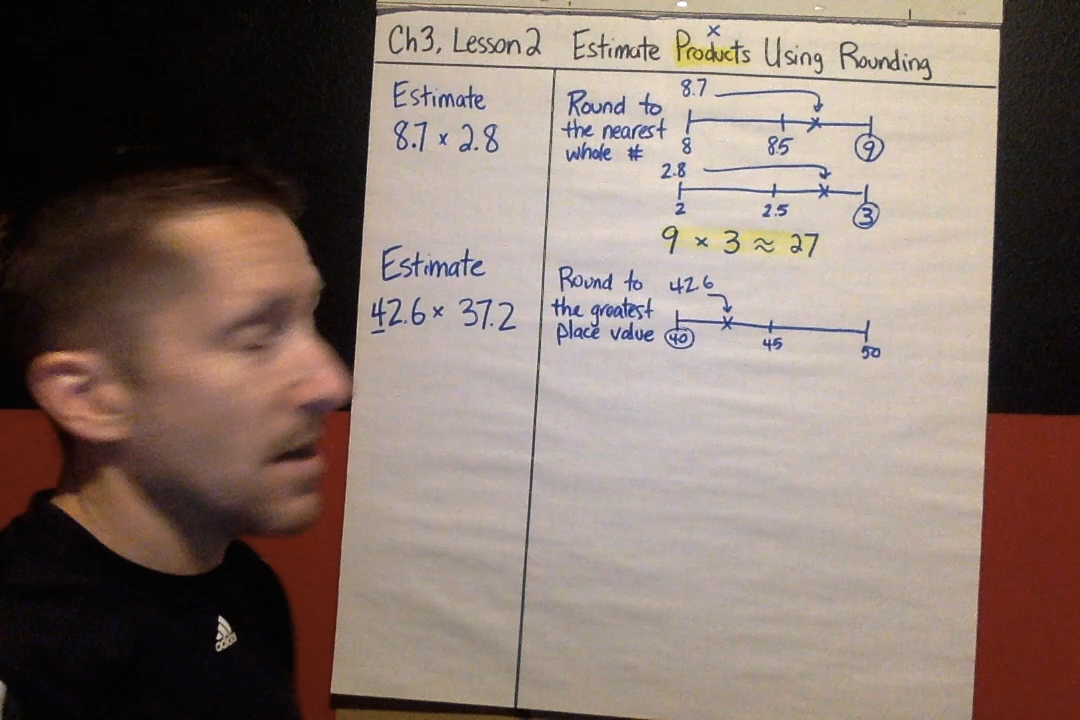 Ch3, Lesson 2 Estimate Products Using Rounding
x
Estimate
8.7 x 2.8
Round to
the nearest
whole #
8.7
8 8.5 9
2.8
2 2.5 3
9 x 3 ≈ 27
Estimate
42.6 x 37.2
Round to
the greatest
place value
42.6
40 45 50
adidas